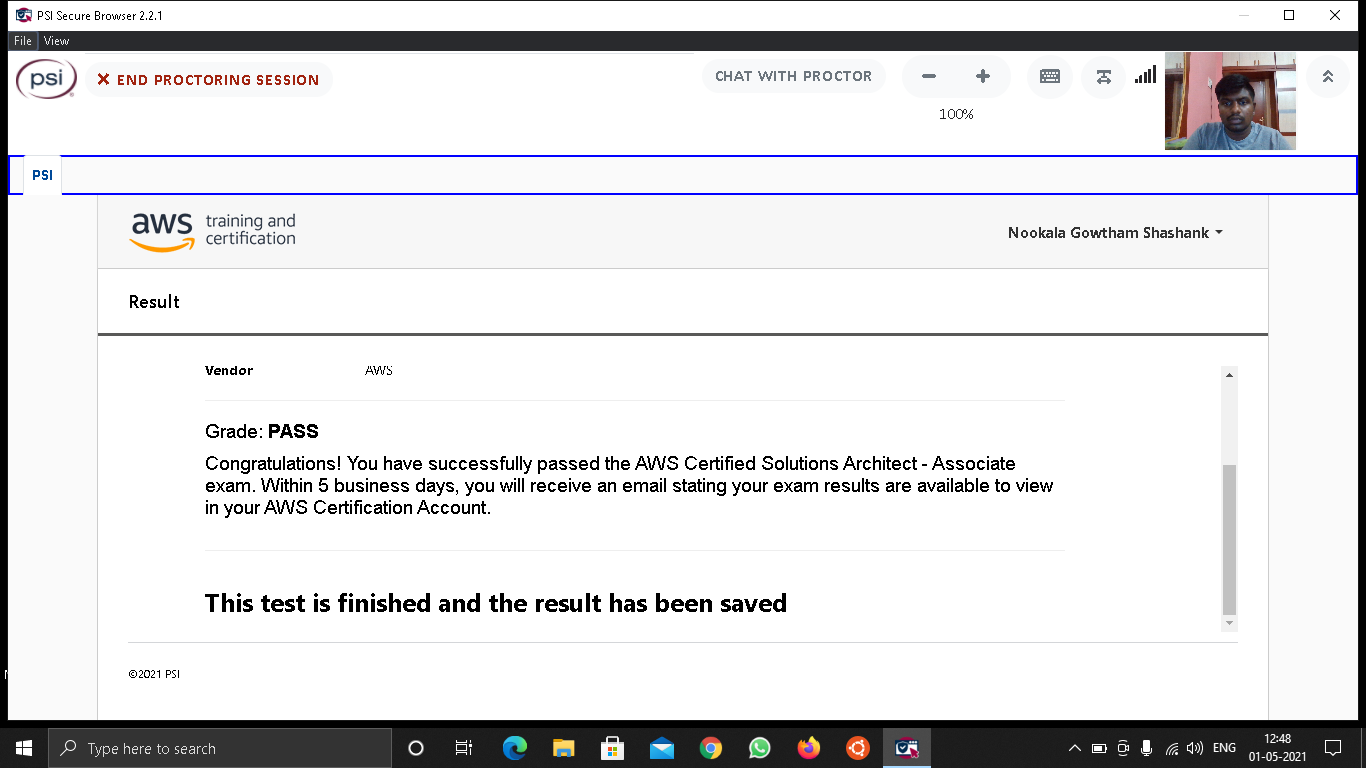 PSI Secure Browser 2.2.1
File View
psi
END PROCTORING SESSION
CHAT WITH PROCTOR
100%
PSI
aws training and
certification
Nookala Gowtham Shashank
Result
Vendor AWS
Grade: PASS
Congratulations! You have successfully passed the AWS Certified Solutions Architect - Associate
exam. Within 5 business days, you will receive an email stating your exam results are available to view
in your AWS Certification Account.
This test is finished and the result has been saved
©2021 PSI
Type here to search
ENG
12:48
01-05-2021